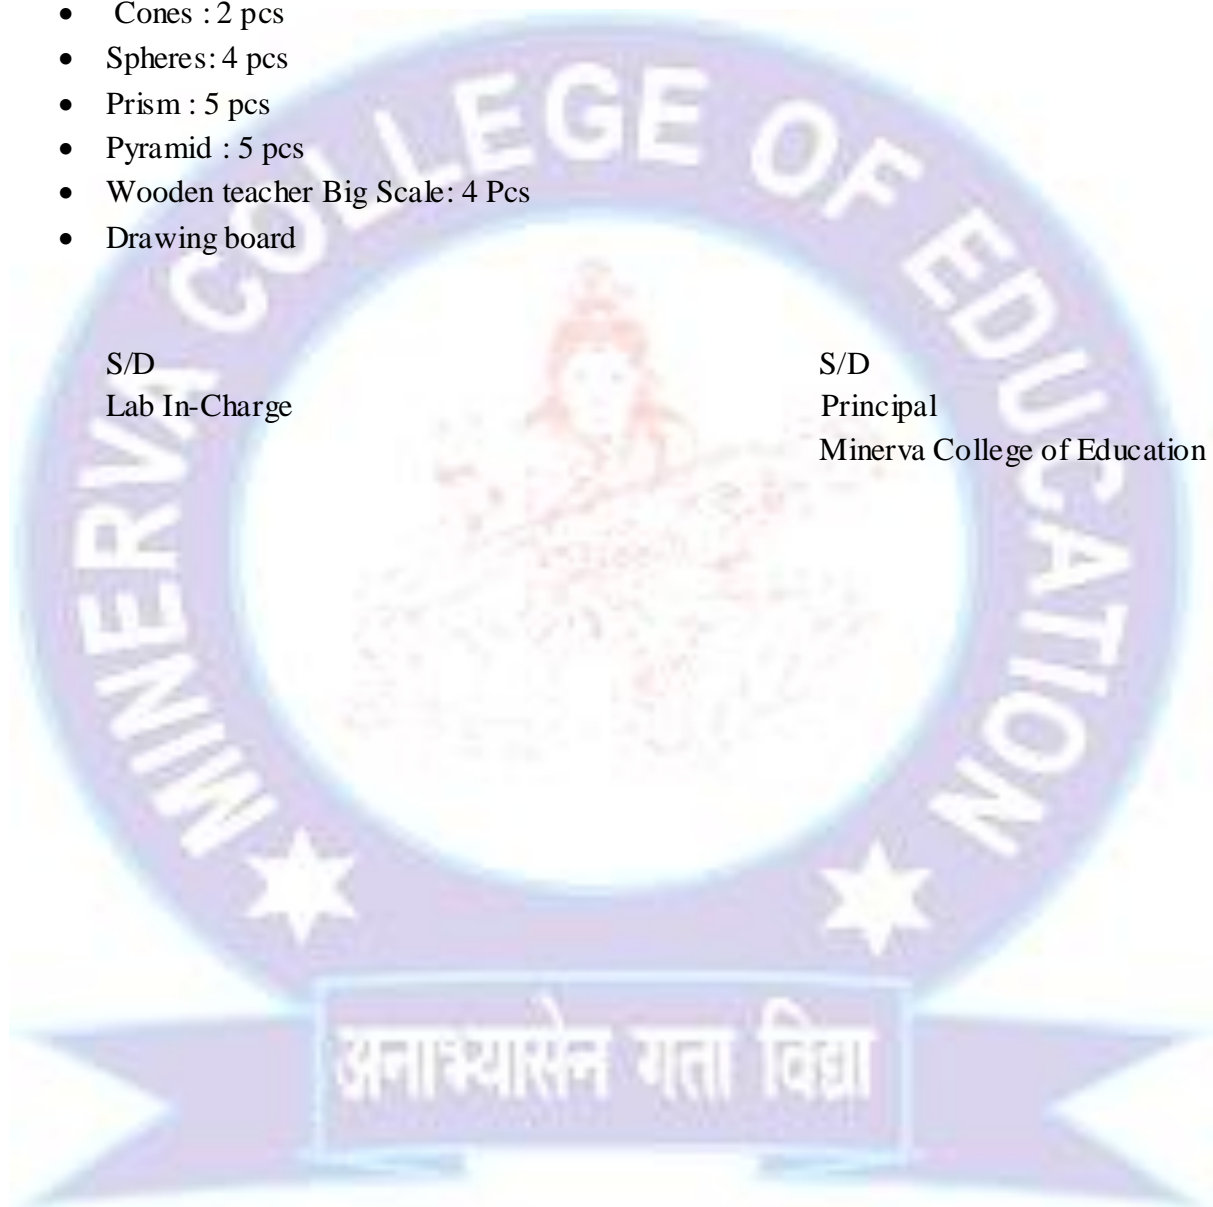 • Cones : 2 pcs
• Spheres: 4 pcs
• Prism : 5 pcs
• Pyramid : 5 pcs
• Wooden teacher Big Scale: 4 Pcs
• Drawing board
S/D
Lab In-Charge
S/D
Principal
Minerva College of Education
MINERVA COLLEGE OF EDUCATION
अनाभ्यासेन गता विद्या